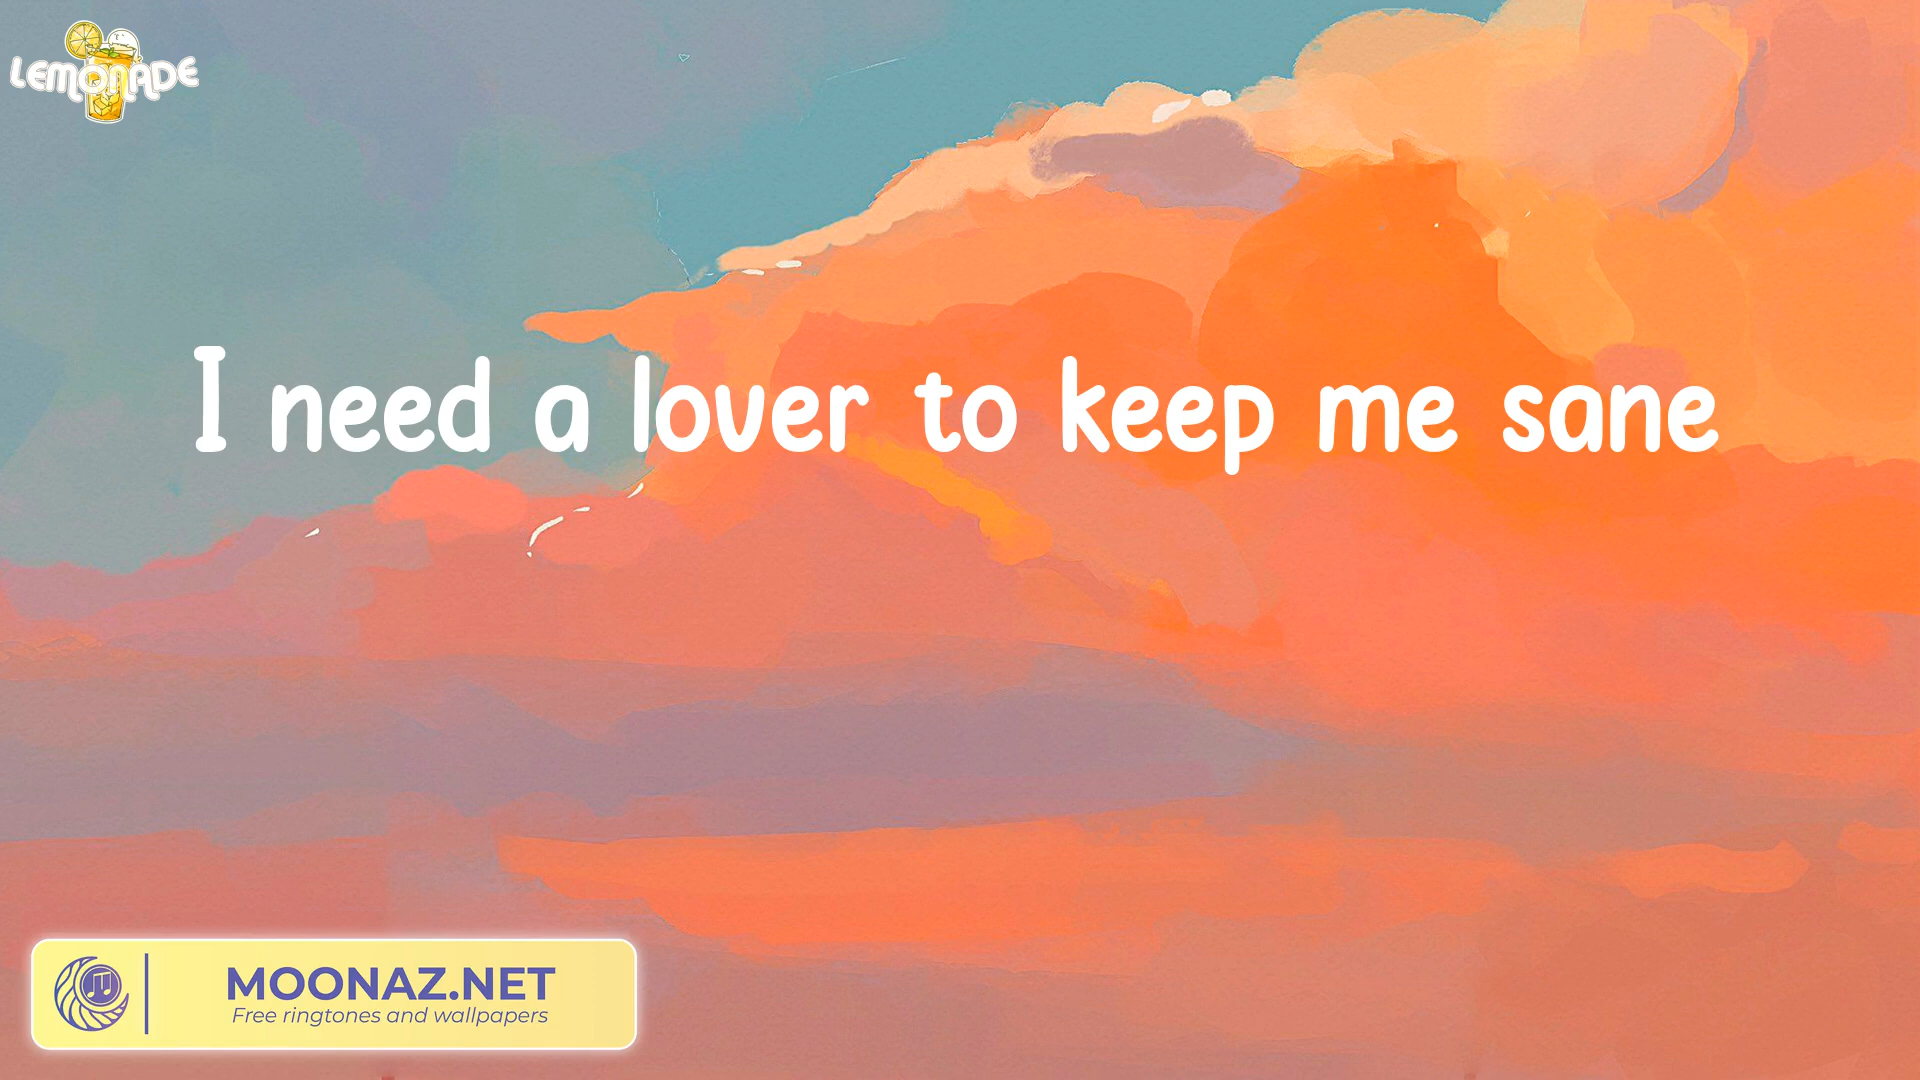 LEMONADE
I need a lover to keep me sane
MOONAZ.NET
Free ringtones and wallpapers